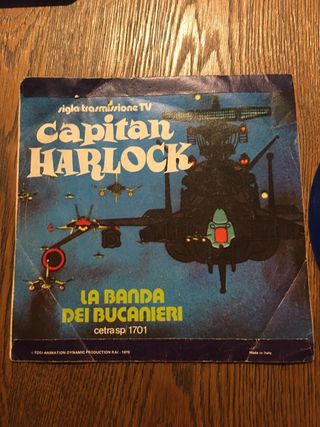 sigla trasmissione TV
capitan
HARLOCK
LA BANDA
DEI BUCANIERI
cetra sp/1701
© TOEI ANIMATION DYNAMIC PRODUCTION RAI - 1979
Made in Italy